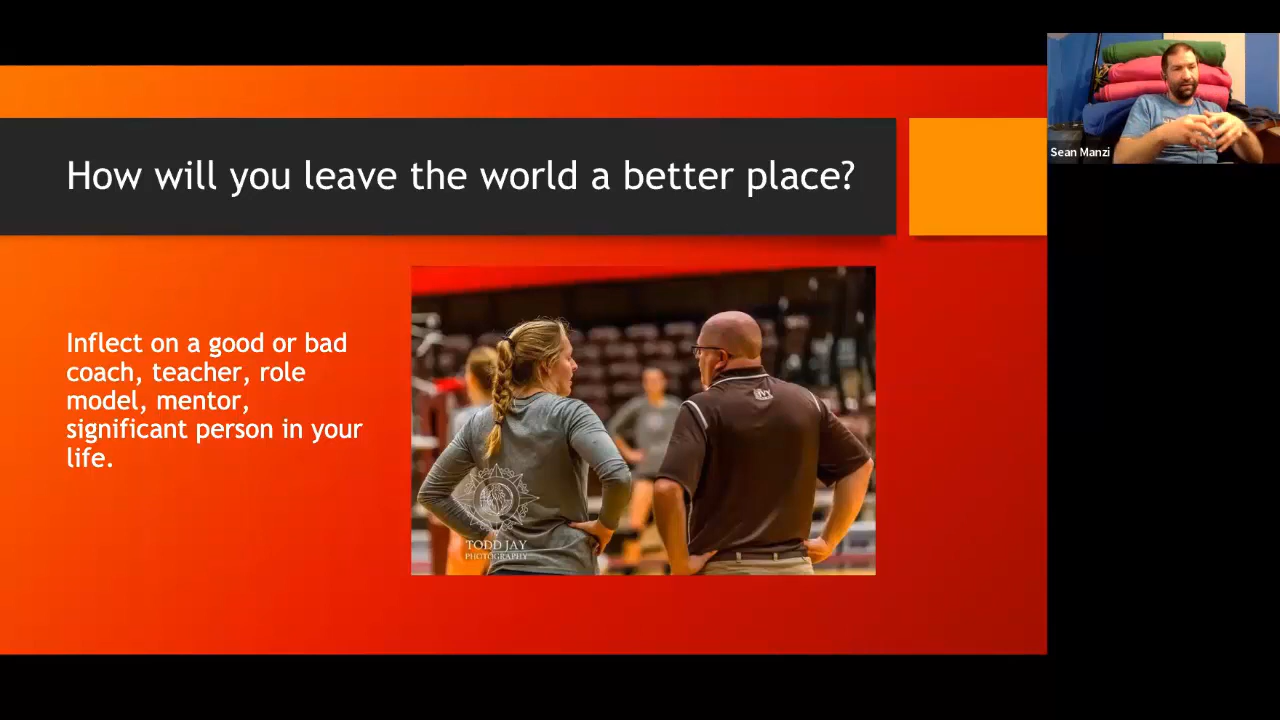 How will you leave the world a better place?
Sean Manzi
Inflect on a good or bad
coach, teacher, role
model, mentor,
significant person in your
life.
IVY
TODD JAY
PHOTOGRAPHY